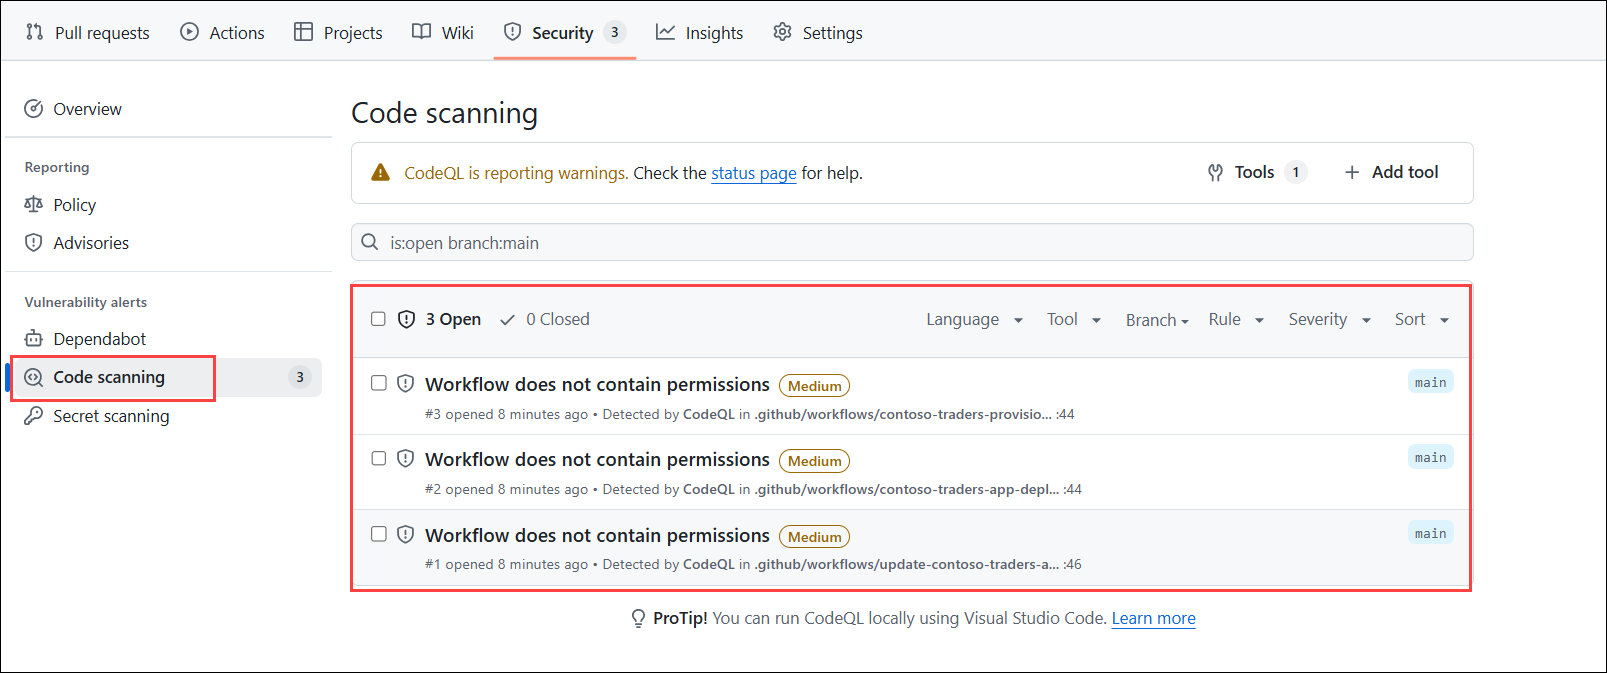 Pull requests Actions Projects Wiki Security 3 Insights Settings
Overview
Reporting
Policy
Advisories
Vulnerability alerts
Dependabot
Code scanning 3
Secret scanning
Code scanning
CodeQL is reporting warnings. Check the status page for help. Tools 1 Add tool
is:open branch:main
3 Open 0 Closed Language Tool Branch Rule Severity Sort
Workflow does not contain permissions Medium main
#3 opened 8 minutes ago • Detected by CodeQL in .github/workflows/contoso-traders-provisio... :44
Workflow does not contain permissions Medium main
#2 opened 8 minutes ago • Detected by CodeQL in .github/workflows/contoso-traders-app-depl... :44
Workflow does not contain permissions Medium main
#1 opened 8 minutes ago • Detected by CodeQL in .github/workflows/update-contoso-traders-a... :46
ProTip! You can run CodeQL locally using Visual Studio Code. Learn more